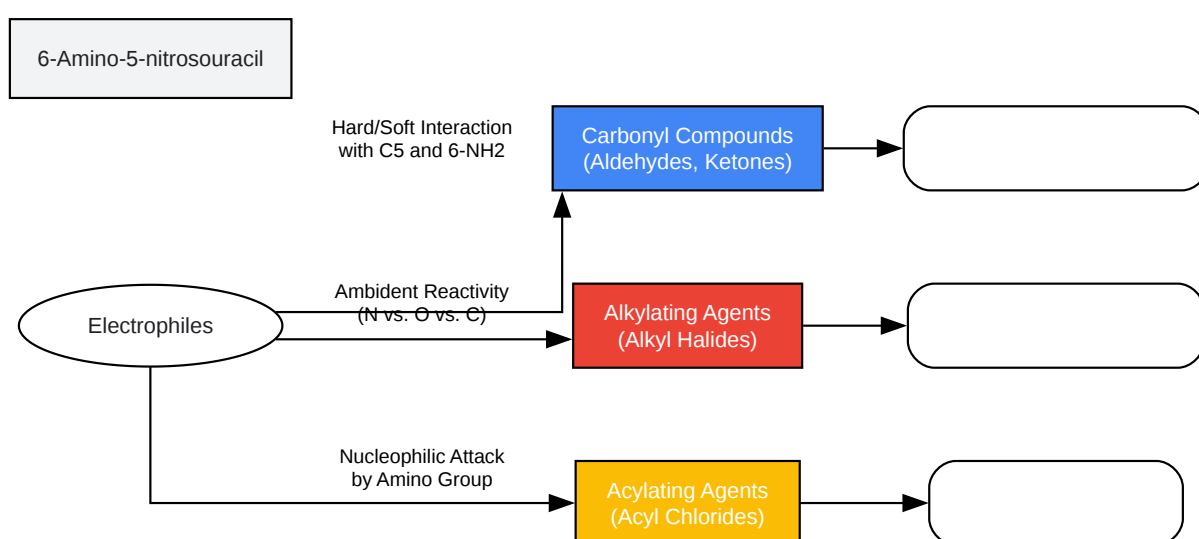 6-Amino-5-nitrosouracil
Hard/Soft Interaction
with C5 and 6-NH2
Carbonyl Compounds
(Aldehydes, Ketones)
Electrophiles
Ambident Reactivity
(N vs. O vs. C)
Alkylating Agents
(Alkyl Halides)
Nucleophilic Attack
by Amino Group
Acylating Agents
(Acyl Chlorides)